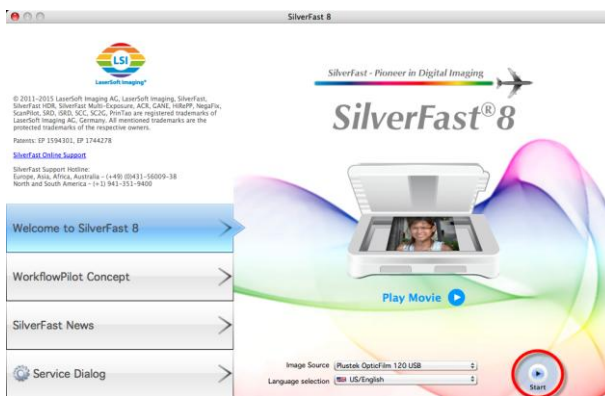 SilverFast 8
LSI
LaserSoft Imaging®
© 2011-2015 LaserSoft Imaging AG, LaserSoft Imaging, SilverFast,
SilverFast HDR, SilverFast Multi-Exposure, ACR, GANE, HiRePP, NegaFix,
ScanPilot, SRD, iSRD, SCC, SC2G, PrinTao are registered trademarks of
LaserSoft Imaging AG, Germany. All mentioned trademarks are the
protected trademarks of the respective owners.
Patents: EP 1594301, EP 1744278
SilverFast Online Support
SilverFast Support Hotline:
Europe, Asia, Africa, Australia - (+49) (0)431-56009-38
North and South America - (+1) 941-351-9400
Welcome to SilverFast 8
WorkflowPilot Concept
SilverFast News
Service Dialog
SilverFast - Pioneer in Digital Imaging
SilverFast®8
Play Movie
Image Source Plustek OpticFilm 120 USB
Language selection US/English
Start